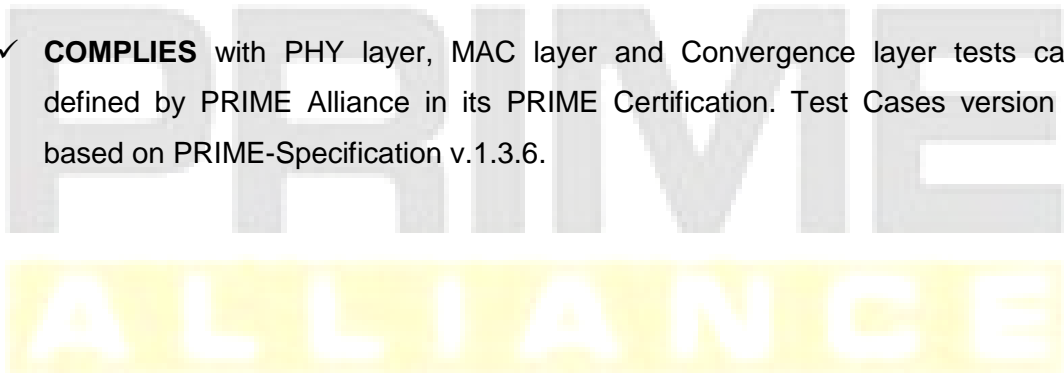 ✓ COMPLIES with PHY layer, MAC layer and Convergence layer tests ca
defined by PRIME Alliance in its PRIME Certification. Test Cases version
based on PRIME-Specification v.1.3.6.
PRIME
ALLIANCE